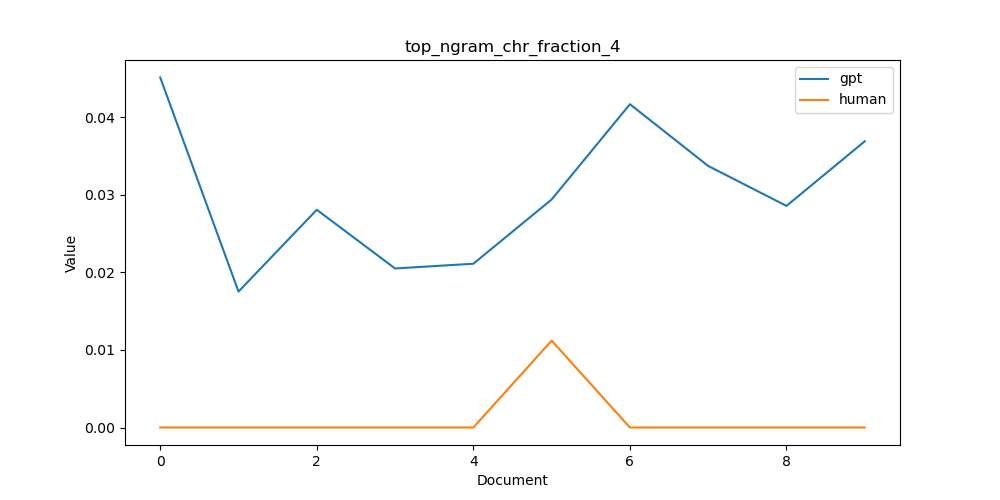 top_ngram_chr_fraction_4
gpt
human
0.04
0.03
0.02
0.01
0.00
Value
0 2 4 6 8
Document